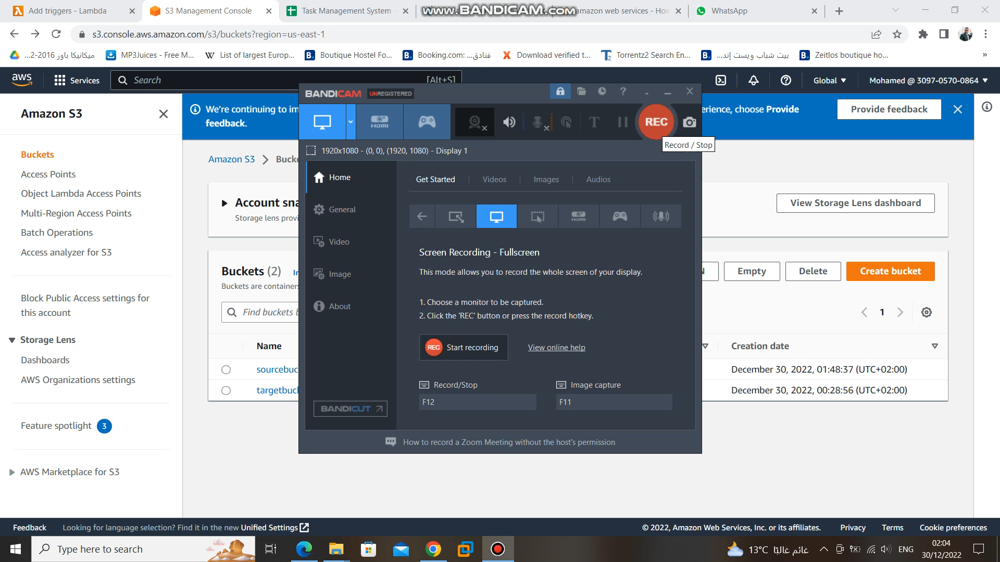 Add triggers - Lambda
S3 Management Console
Task Management System -
www.BANDICAM.com
amazon web services - How
WhatsApp
s3.console.aws.amazon.com/s3/buckets?region=us-east-1
ميكانيكا باور 2016-2...
MP3Juices - Free M...
List of largest Europ...
Boutique Hostel Fo...
Booking.com: فنادق...
Download verified t...
Torrentz2 Search En...
بيت شباب ويست إند...
Zeitlos boutique ho...
»
aws
Services
Search
[Alt+S]
Global
Mohamed @ 3097-0570-0864
Amazon S3
We're continuing to im
feedback.
erience, choose Provide
Provide feedback
BANDICAM UNREGISTERED
HDMI
REC
Record / Stop
1920x1080 - (0, 0), (1920, 1080) - Display 1
Buckets
Access Points
Object Lambda Access Points
Multi-Region Access Points
Batch Operations
Access analyzer for S3
Block Public Access settings for
this account
Storage Lens
Dashboards
AWS Organizations settings
Feature spotlight 3
AWS Marketplace for S3
Amazon S3
Bucke
Account sna
Storage lens provi
View Storage Lens dashboard
Buckets (2)
Buckets are containers
Empty
Delete
Create bucket
Find buckets b
1
Name
Creation date
sourcebuc
December 30, 2022, 01:48:37 (UTC+02:00)
targetbuc
December 30, 2022, 00:28:56 (UTC+02:00)
Home
General
Video
Image
About
BANDICUT
Get Started
Videos
Images
Audios
HDMI
Screen Recording - Fullscreen
This mode allows you to record the whole screen of your display.
1. Choose a monitor to be captured.
2. Click the 'REC' button or press the record hotkey.
REC Start recording
View online help
Record/Stop
F12
Image capture
F11
How to record a Zoom Meeting without the host's permission
Feedback
Looking for language selection? Find it in the new Unified Settings
© 2022, Amazon Web Services, Inc. or its affiliates.
Privacy
Terms
Cookie preferences
Type here to search
13°C غائم غالبًا
ENG
02:04
30/12/2022